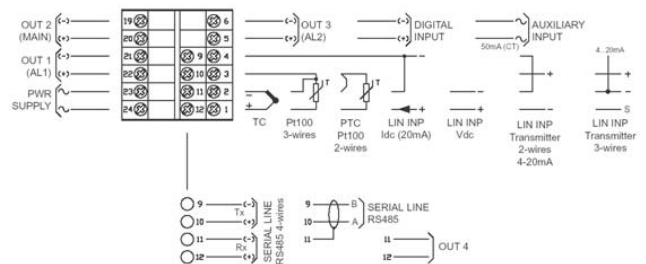 OUT 2 (-) 19 6 (-) OUT 3 (-) DIGITAL AUXILIARY
(MAIN) (+) 20 5 (+) (AL2) (+) INPUT INPUT
50mA (CT)
OUT 1 (-) 21 9 4 - 4...20mA
(AL1) (+) 22 10 3 T T + +
PWR 23 11 2 - -
SUPPLY 24 12 1 + + + - S
TC Pt100 PTC LIN INP LIN INP LIN INP LIN INP
3-wires Pt100 Idc (20mA) Vdc Transmitter Transmitter
2-wires 2-wires 3-wires
4-20mA
9 (-) 9 B SERIAL LINE
Tx
10 (+) 10 A RS485
11 (-) 11 11 OUT 4
Rx
12 (+) 12
SERIAL LINE
RS485 4-wires